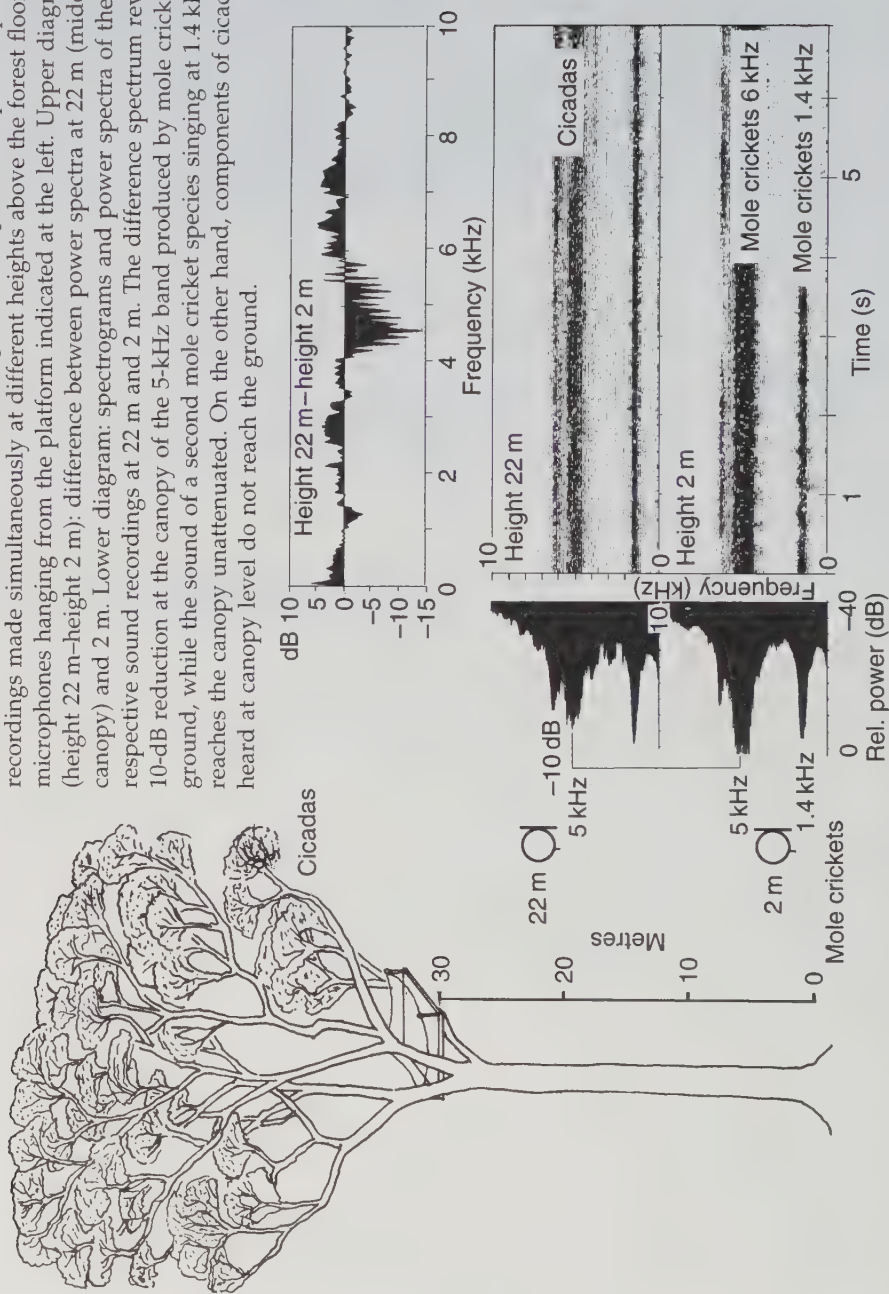 recordings made simultaneously at different heights above the forest floor
microphones hanging from the platform indicated at the left. Upper diagr
(height 22 m–height 2 m): difference between power spectra at 22 m
canopy) and 2 m. Lower diagram: spectrograms and power spectra of the
respective sound recordings at 22 m and 2 m. The difference spectrum rev
10-dB reduction at the canopy of the 5-kHz band produced by mole crick
ground, while the sound of a second mole cricket species singing at 1.4
reaches the canopy unattenuated. On the other hand, components of cicad
heard at canopy level do not reach the ground.
Cicadas
30
20
10
0
Metres
Mole crickets
22 m
2 m
dB 10
5
0
−5
−10
−15
Height 22 m–height 2 m
0 2 4 6 8 10
Frequency (kHz)
−10 dB
5 kHz
5 kHz
1.4 kHz
0 −40
Rel. power (dB)
10
Height 22 m
Cicadas
0
Frequency (kHz)
10
Height 2 m
Mole crickets 6 kHz
Mole crickets 1.4 kHz
0
1 5
Time (s)